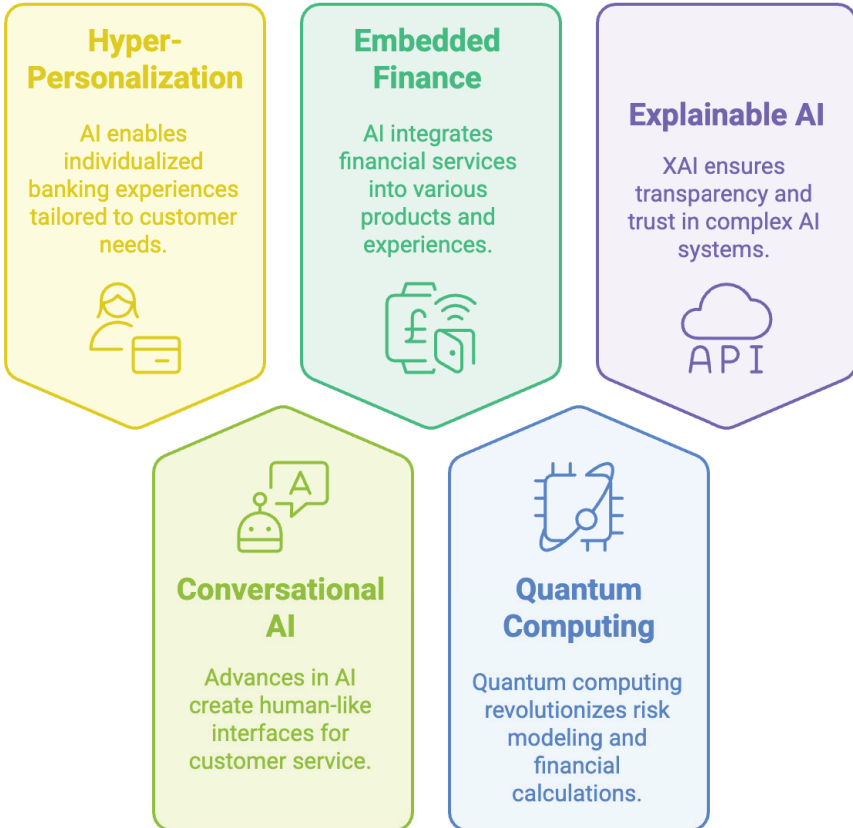 Hyper-
Personalization
AI enables
individualized
banking experiences
tailored to customer
needs.
Embedded
Finance
AI integrates
financial services
into various
products and
experiences.
£
Explainable AI
XAI ensures
transparency and
trust in complex AI
systems.
API
A
Conversational
AI
Advances in AI
create human-like
interfaces for
customer service.
Quantum
Computing
Quantum computing
revolutionizes risk
modeling and
financial
calculations.